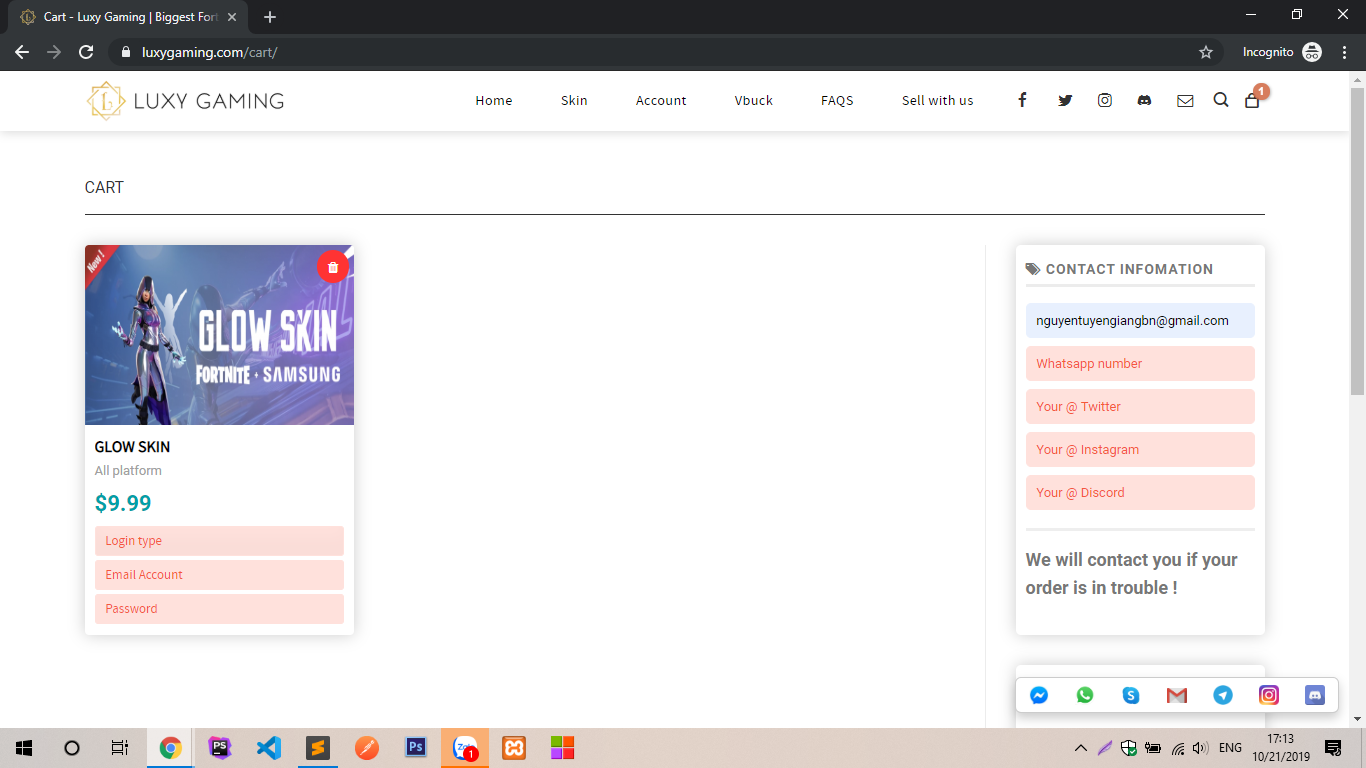 Cart - Luxy Gaming | Biggest Fort
luxygaming.com/cart/
Incognito
LUXY GAMING
Home
Skin
Account
Vbuck
FAQS
Sell with us
1
CART
New !
GLOW SKIN
FORTNITE + SAMSUNG
GLOW SKIN
All platform
$9.99
Login type
Email Account
Password
CONTACT INFOMATION
nguyentuyengiangbn@gmail.com
Whatsapp number
Your @ Twitter
Your @ Instagram
Your @ Discord
We will contact you if your
order is in trouble !
PS
Ps
Zalo
1
ENG
17:13
10/21/2019